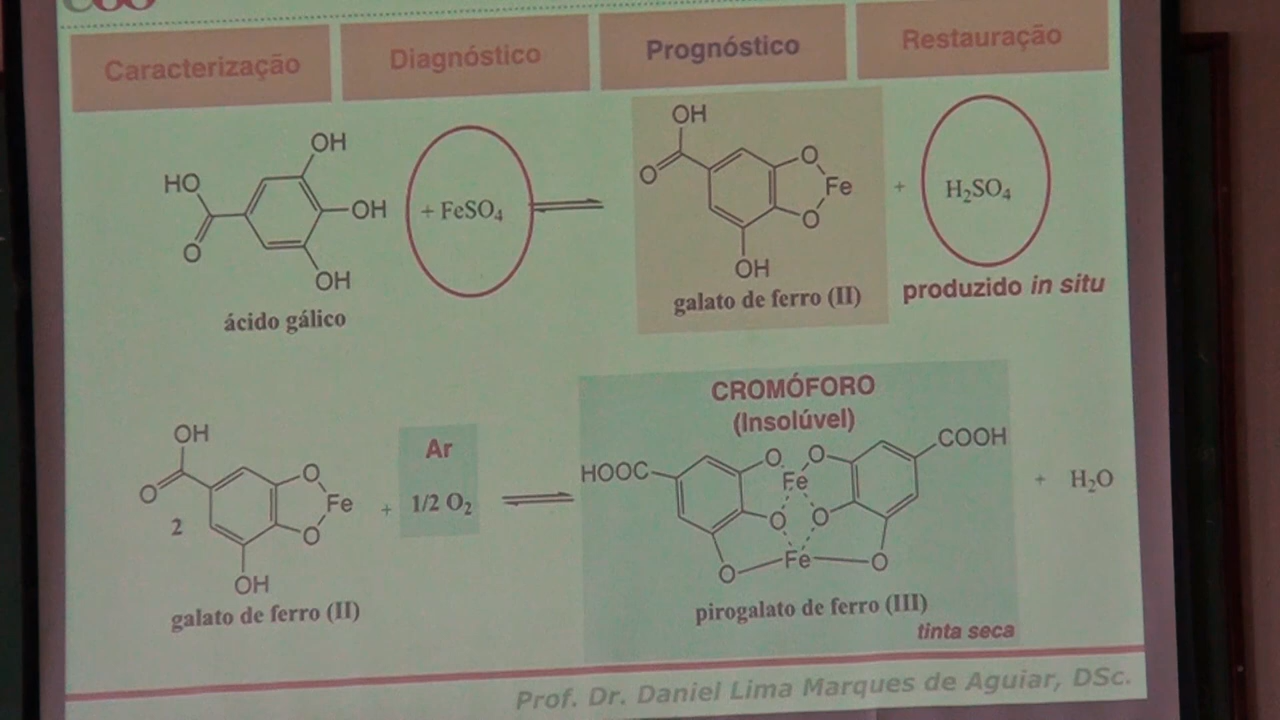 Caracterização
Diagnóstico
Prognóstico
Restauração
HO
O
OH
OH
OH
ácido gálico
+ FeSO₄
OH
O
O
O
Fe
OH
galato de ferro (II)
+
H₂SO₄
produzido in situ
OH
O
2
O
O
Fe
OH
galato de ferro (II)
+
Ar
1/2 O₂
CROMÓFORO
(Insolúvel)
HOOC
O
Fe
O
COOH
O
O
O
Fe
O
pirogalato de ferro (III)
tinta seca
+ H₂O
Prof. Dr. Daniel Lima Marques de Aguiar, DSc.